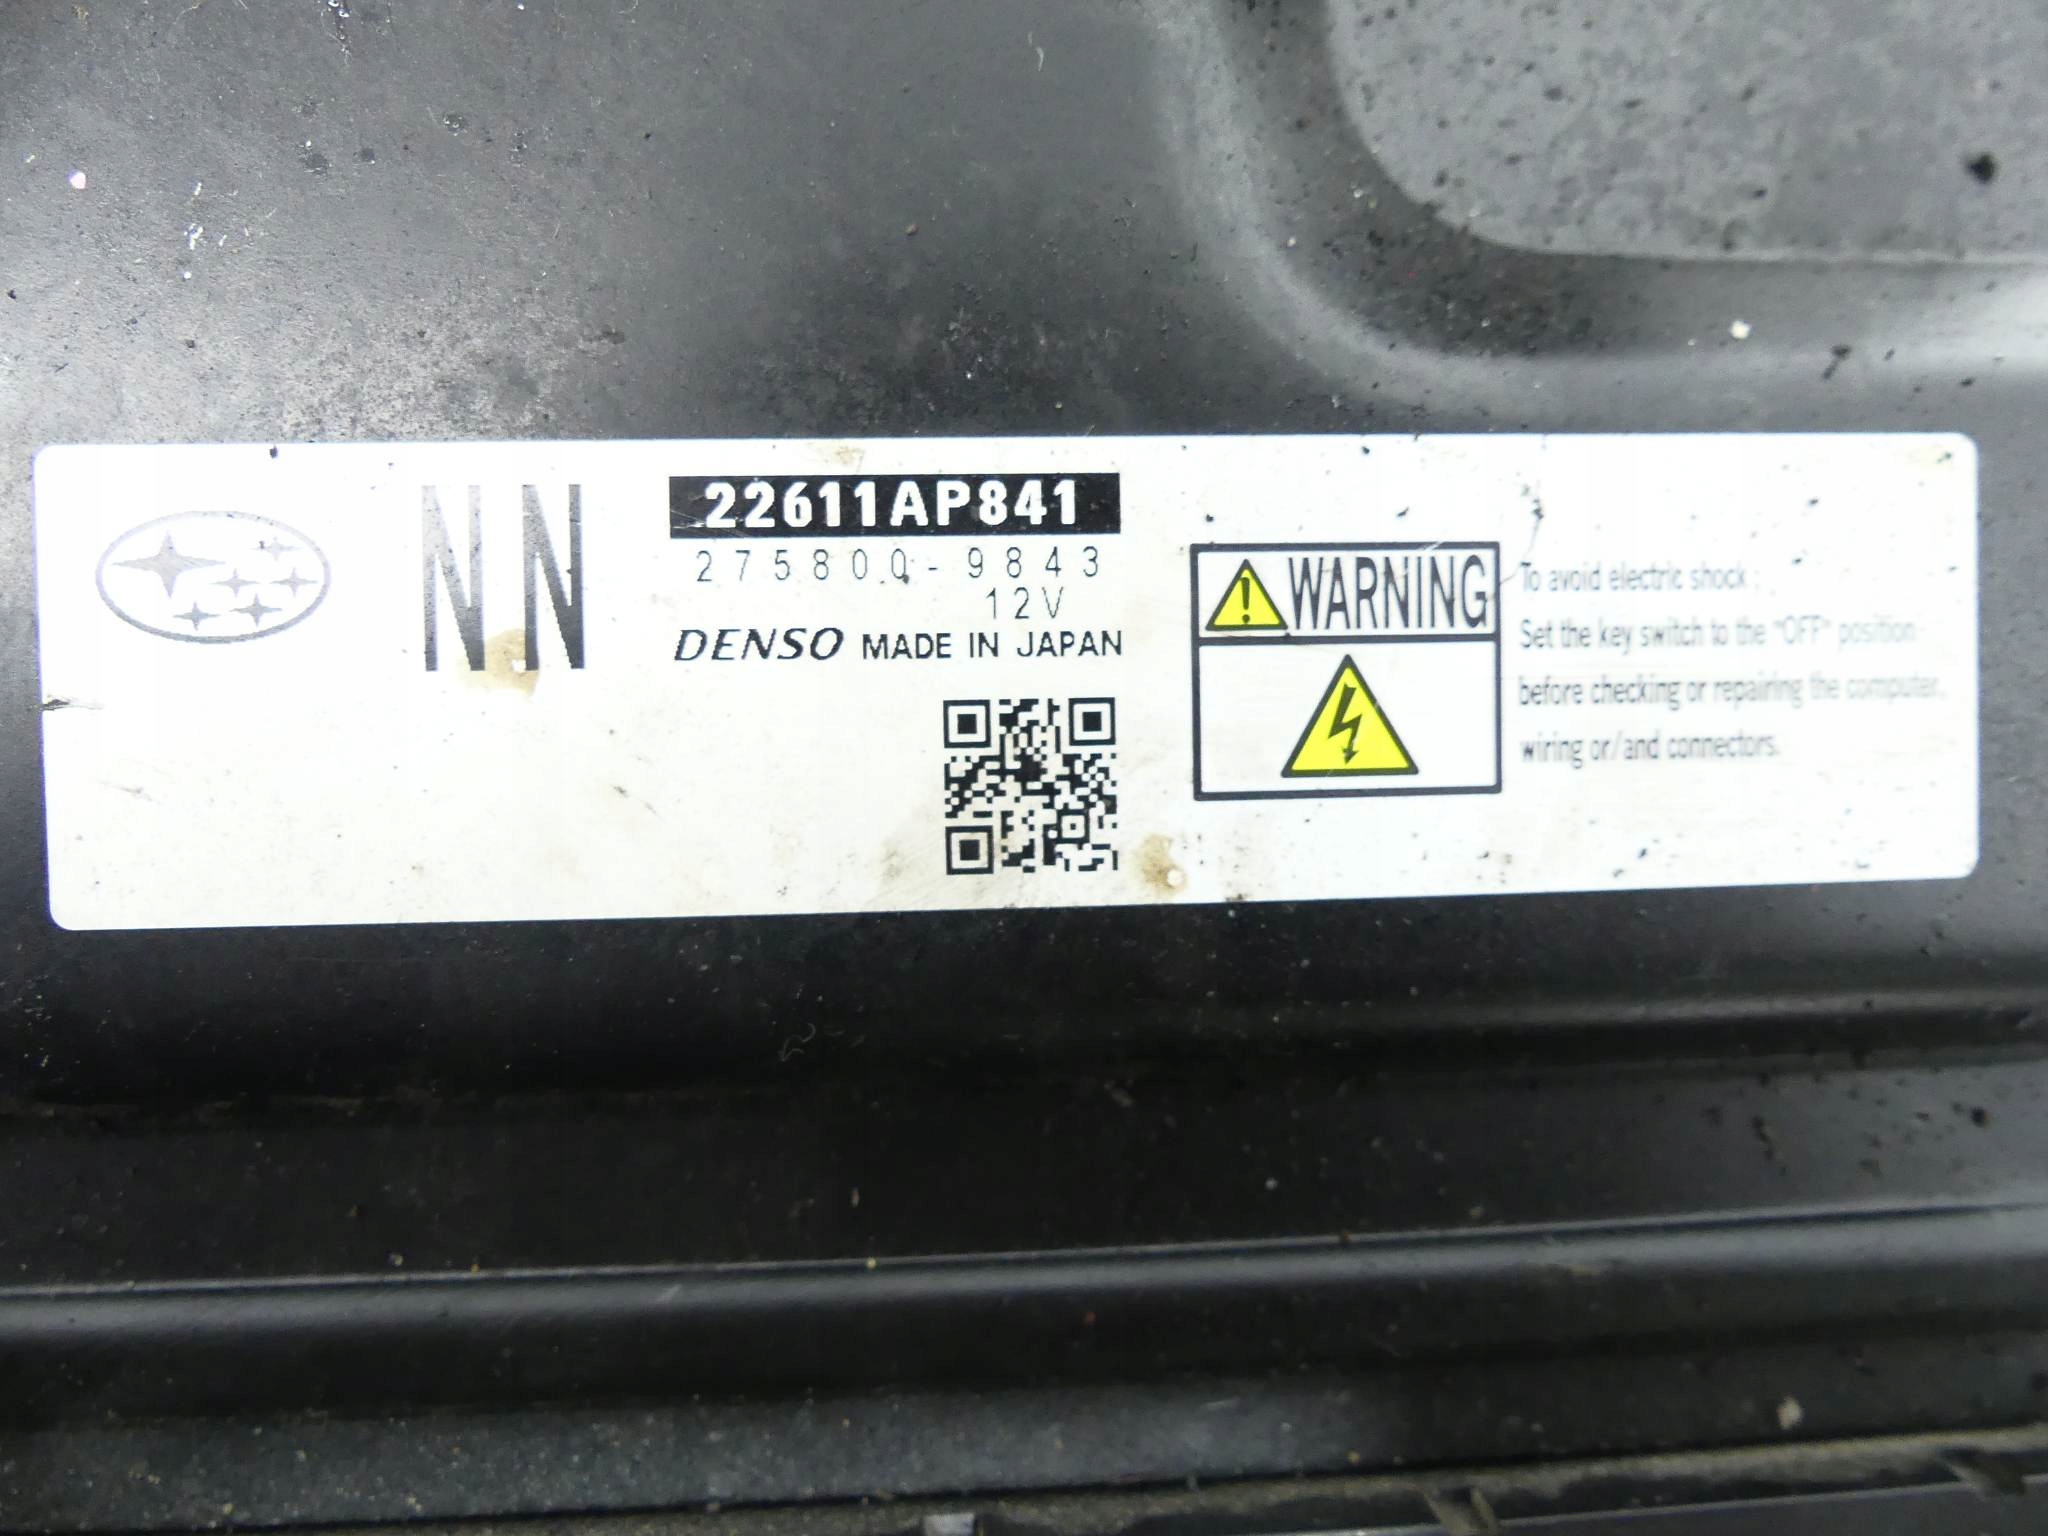 NN
22611AP841
275800-9843
12V
DENSO MADE IN JAPAN
WARNING
To avoid electric shock :
Set the key switch to the "OFF" position
before checking or repairing the computer,
wiring or/and connectors.